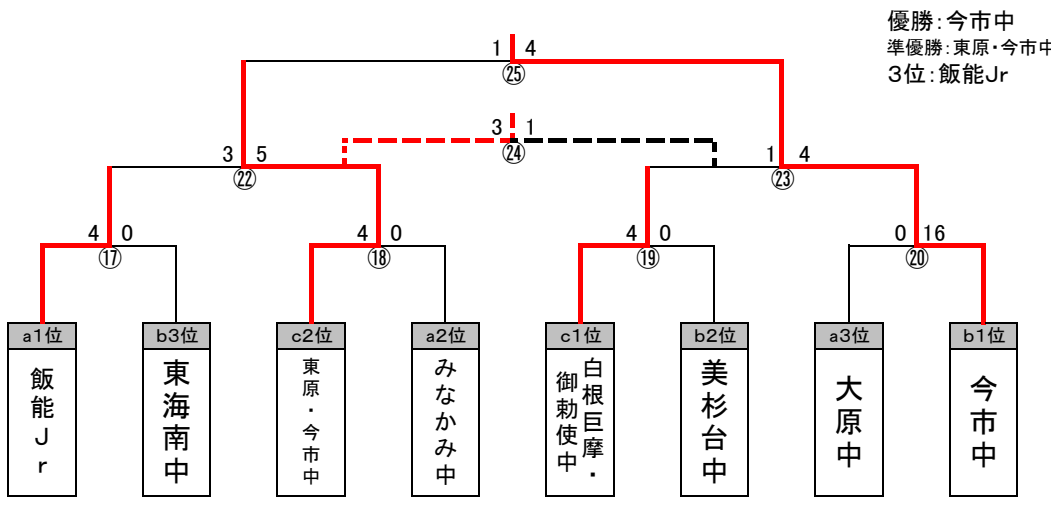 優勝：今市中
準優勝：東原・今市中
3位：飯能Jr
1 4
㉕
3 1
㉔
3 5
㉒
1 4
㉓
4 0
⑰
4 0
⑱
4 0
⑲
0 16
⑳
a1位
b3位
c2位
a2位
c1位
b2位
a3位
b1位
飯能Jr
東海南中
東原・今市中
みなかみ中
白根巨摩・
御勅使中
美杉台中
大原中
今市中